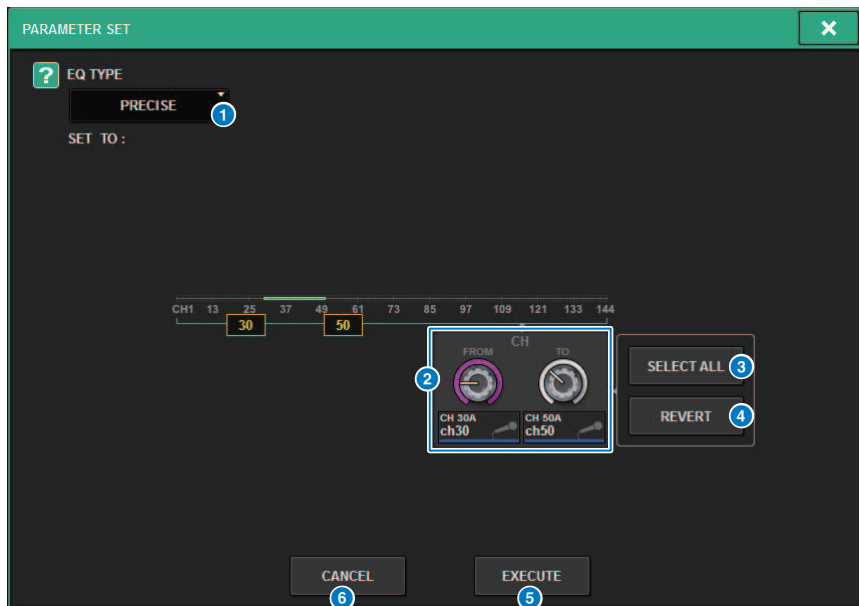 PARAMETER SET
?
EQ TYPE
PRECISE
1
SET TO :
CH1 13 25 37 49 61 73 85 97 109 121 133 144
30 50
CH
FROM TO
2
CH 30A
ch30
CH 50A
ch50
SELECT ALL 3
REVERT 4
CANCEL EXECUTE
6 5